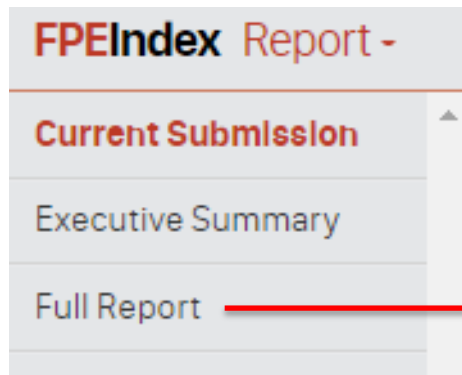 FPEIndex Report -
Current Submission
Executive Summary
Full Report